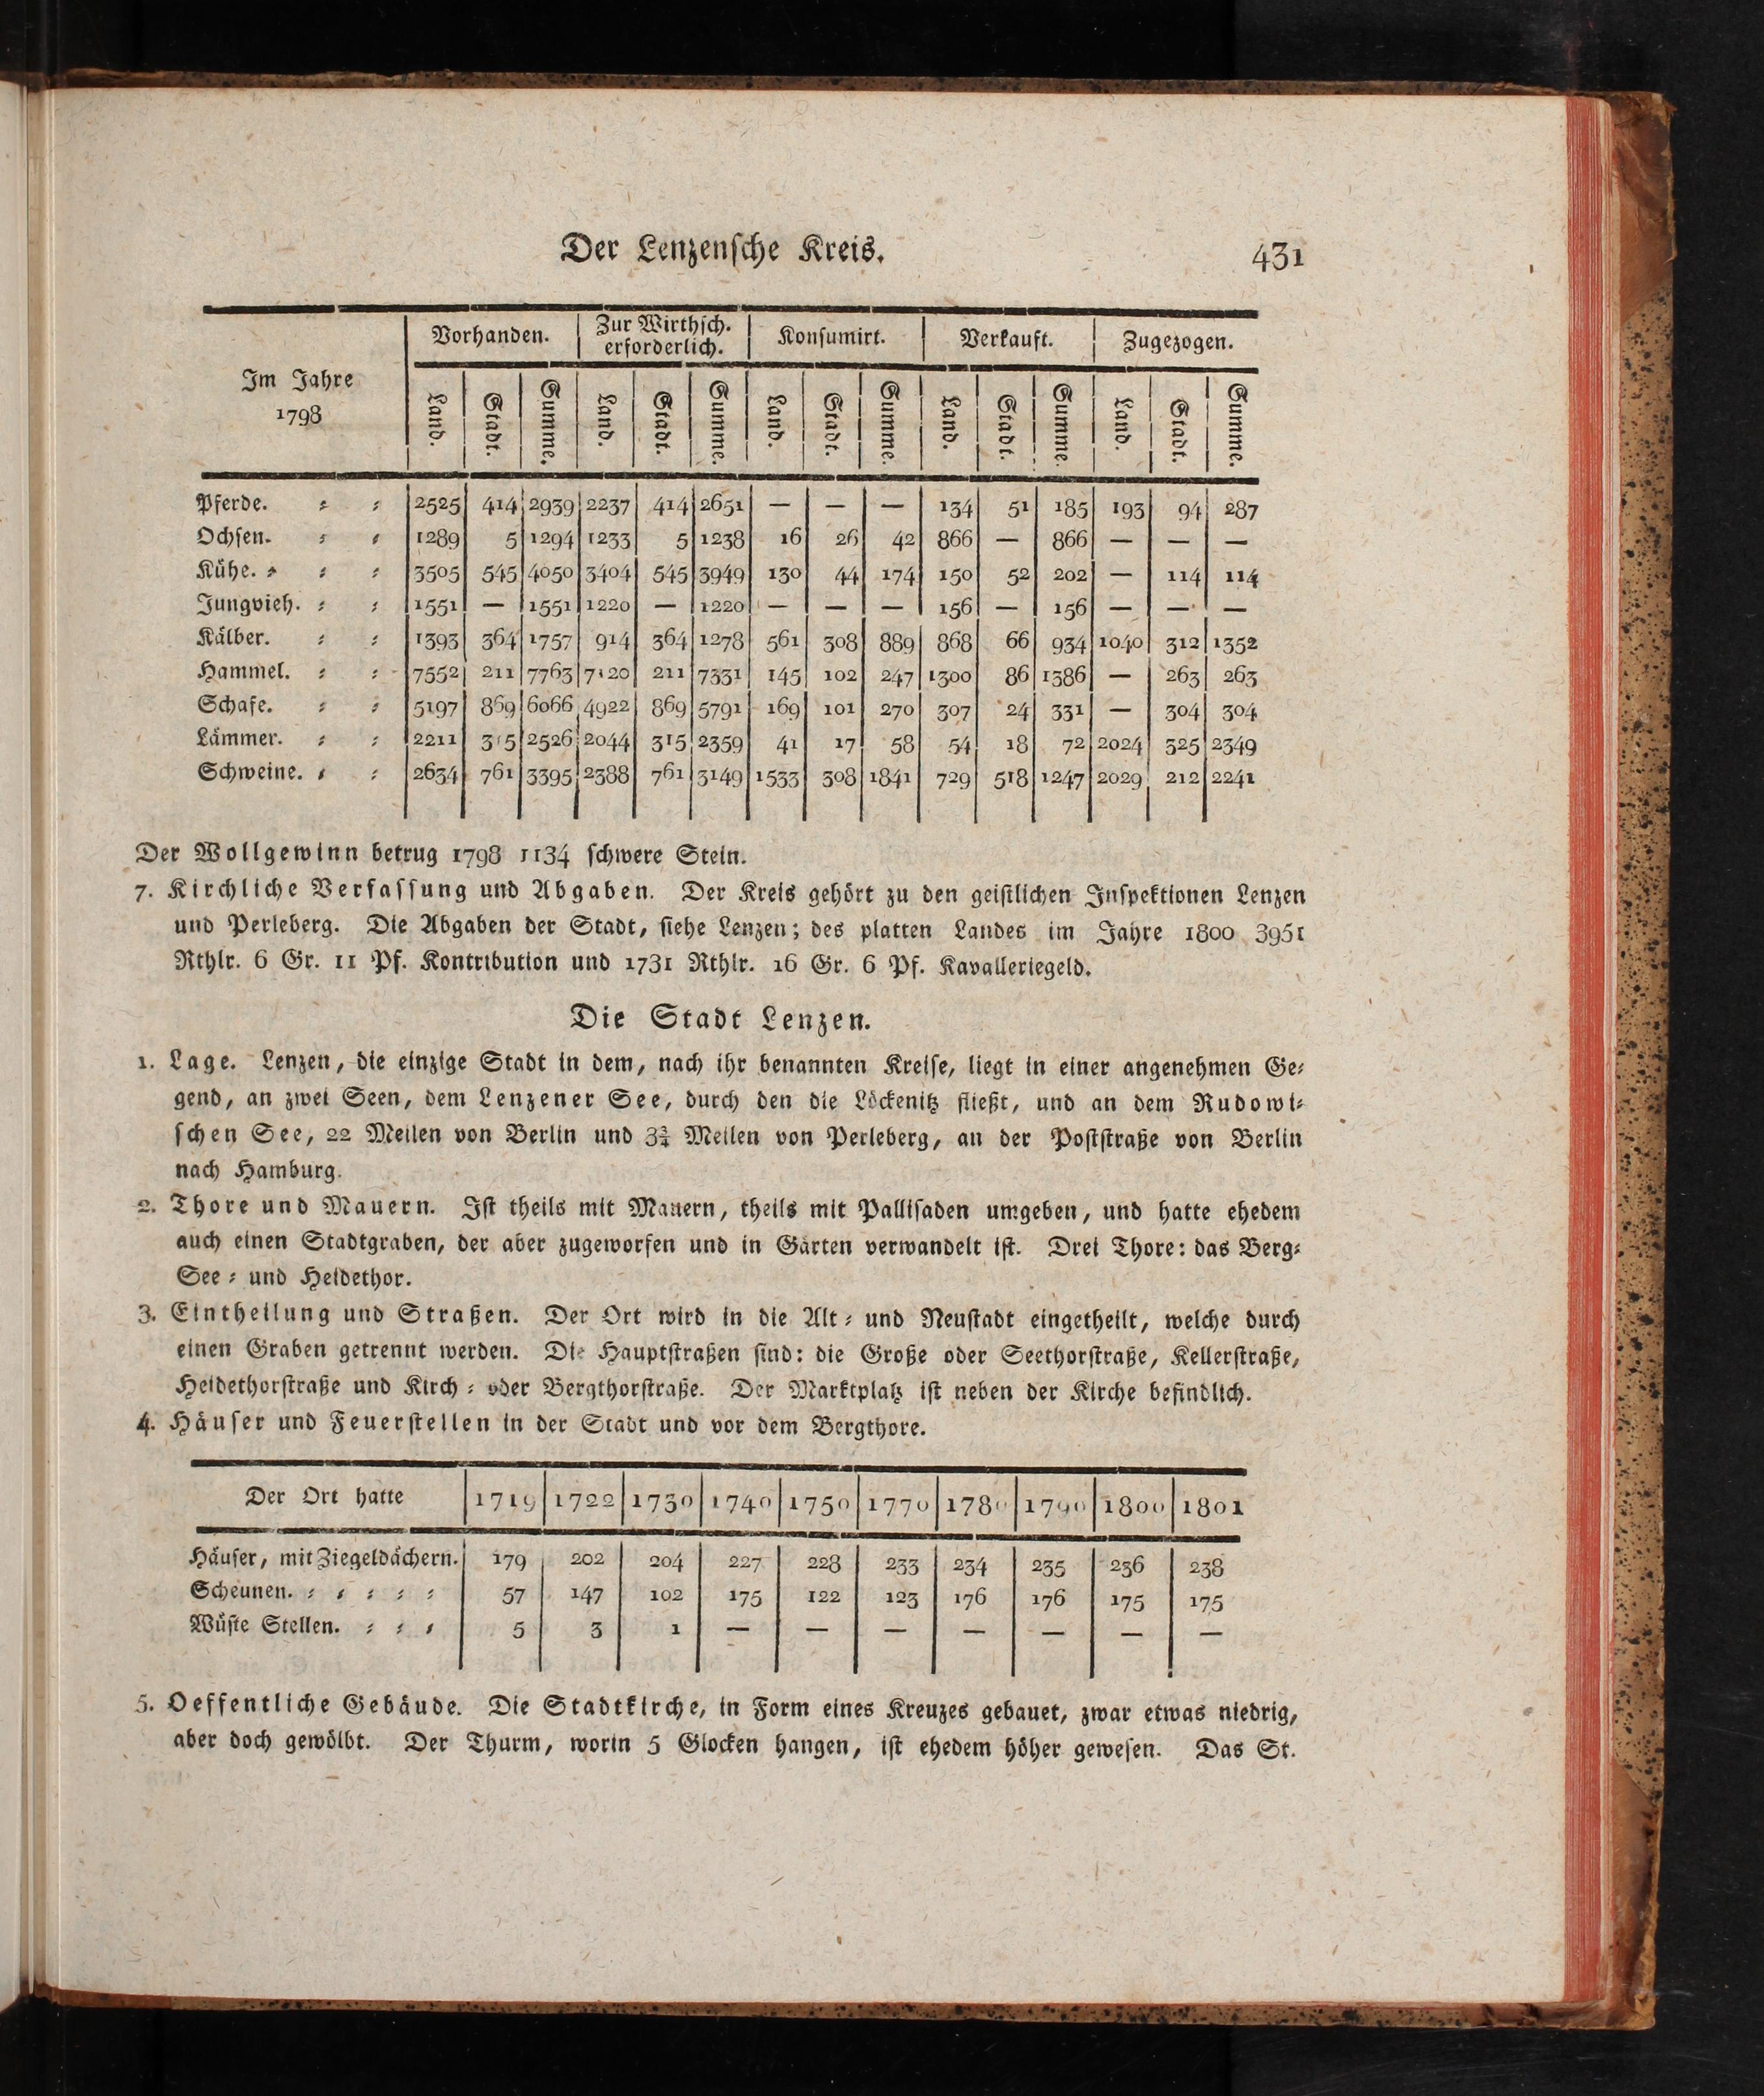 Der Lenzensche Kreis. 431
Im Jahre 1798 | Vorhanden. | Zur Wirthsch. erforderlich. | Konsumirt. | Verkauft. | Zugezogen.
Land. Stadt. Summe. Land. Stadt. Summe. Land. Stadt. Summe. Land. Stadt. Summe. Land. Stadt. Summe.
Pferde. 2525 414 2939 2237 414 2651 — — — 134 51 185 193 94 287
Ochsen. 1289 5 1294 1233 5 1238 16 26 42 866 — 866 — — —
Kühe. 3505 545 4050 3404 545 3949 130 44 174 150 52 202 — 114 114
Jungvieh. 1551 — 1551 1220 — 1220 — — — 156 — 156 — — —
Kälber. 1393 364 1757 914 364 1278 561 308 889 868 66 934 1040 312 1352
Hammel. 7552 211 7763 7120 211 7331 145 102 247 1300 86 1386 — 263 263
Schafe. 5197 869 6066 4922 869 5791 169 101 270 307 24 331 — 304 304
Lämmer. 2211 315 2526 2044 315 2359 41 17 58 54 18 72 2024 325 2349
Schweine. 2634 761 3395 2388 761 3149 1533 308 1841 729 518 1247 2029 212 2241
Der Wollgewinn betrug 1798 1134 schwere Stein.
7. Kirchliche Verfassung und Abgaben. Der Kreis gehört zu den geistlichen Inspektionen Lenzen
und Perleberg. Die Abgaben der Stadt, siehe Lenzen; des platten Landes im Jahre 1800 3951
Rthlr. 6 Gr. 11 Pf. Kontribution und 1731 Rthlr. 16 Gr. 6 Pf. Kavalleriegeld.
Die Stadt Lenzen.
1. Lage. Lenzen, die einzige Stadt in dem, nach ihr benannten Kreise, liegt in einer angenehmen Ge-
gend, an zwei Seen, dem Lenzener See, durch den die Löckenitz fließt, und an dem Rudowi-
schen See, 22 Meilen von Berlin und 3¾ Meilen von Perleberg, an der Poststraße von Berlin
nach Hamburg.
2. Thore und Mauern. Ist theils mit Mauern, theils mit Pallisaden umgeben, und hatte ehedem
auch einen Stadtgraben, der aber zugeworfen und in Gärten verwandelt ist. Drei Thore: das Berg-
See- und Heidethor.
3. Eintheilung und Straßen. Der Ort wird in die Alt- und Neustadt eingetheilt, welche durch
einen Graben getrennt werden. Die Hauptstraßen sind: die Große oder Seethorstraße, Kellerstraße,
Heidethorstraße und Kirch- oder Bergthorstraße. Der Marktplatz ist neben der Kirche befindlich.
4. Häuser und Feuerstellen in der Stadt und vor dem Bergthore.
Der Ort hatte 1719 1722 1730 1740 1750 1770 1780 1790 1800 1801
Häuser, mit Ziegeldächern. 179 202 204 227 228 233 234 235 236 238
Scheunen. 57 147 102 175 122 123 176 176 175 175
Wüste Stellen. 5 3 1 — — — — — — —
5. Oeffentliche Gebäude. Die Stadtkirche, in Form eines Kreuzes gebauet, zwar etwas niedrig,
aber doch gewölbt. Der Thurm, worin 5 Glocken hangen, ist ehedem höher gewesen. Das St.